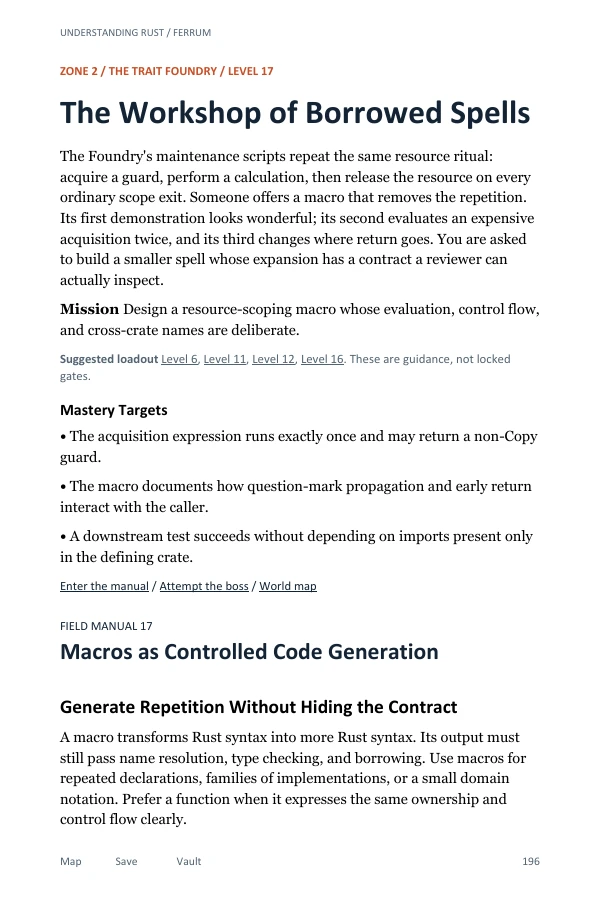 UNDERSTANDING RUST / FERRUM
ZONE 2 / THE TRAIT FOUNDRY / LEVEL 17
The Workshop of Borrowed Spells
The Foundry's maintenance scripts repeat the same resource ritual:
acquire a guard, perform a calculation, then release the resource on every
ordinary scope exit. Someone offers a macro that removes the repetition.
Its first demonstration looks wonderful; its second evaluates an expensive
acquisition twice, and its third changes where return goes. You are asked
to build a smaller spell whose expansion has a contract a reviewer can
actually inspect.
Mission Design a resource-scoping macro whose evaluation, control flow,
and cross-crate names are deliberate.
Suggested loadout Level 6, Level 11, Level 12, Level 16. These are guidance, not locked
gates.
Mastery Targets
• The acquisition expression runs exactly once and may return a non-Copy
guard.
• The macro documents how question-mark propagation and early return
interact with the caller.
• A downstream test succeeds without depending on imports present only
in the defining crate.
Enter the manual / Attempt the boss / World map
FIELD MANUAL 17
Macros as Controlled Code Generation
Generate Repetition Without Hiding the Contract
A macro transforms Rust syntax into more Rust syntax. Its output must
still pass name resolution, type checking, and borrowing. Use macros for
repeated declarations, families of implementations, or a small domain
notation. Prefer a function when it expresses the same ownership and
control flow clearly.
Map Save Vault 196